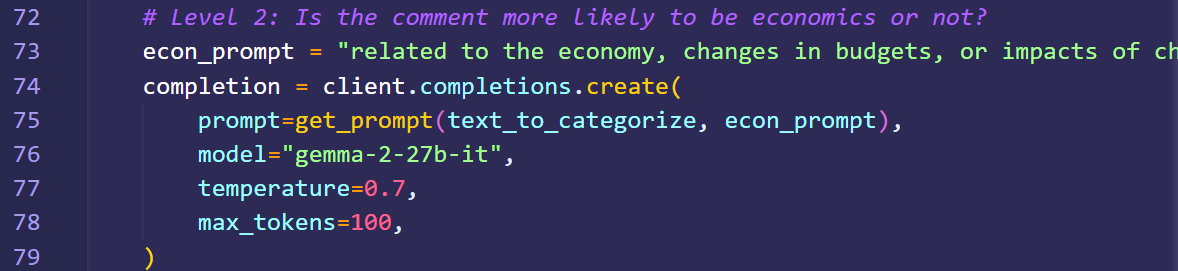 72 # Level 2: Is the comment more likely to be economics or not?
73 econ_prompt = "related to the economy, changes in budgets, or impacts of ch
74 completion = client.completions.create(
75 prompt=get_prompt(text_to_categorize, econ_prompt),
76 model="gemma-2-27b-it",
77 temperature=0.7,
78 max_tokens=100,
79 )